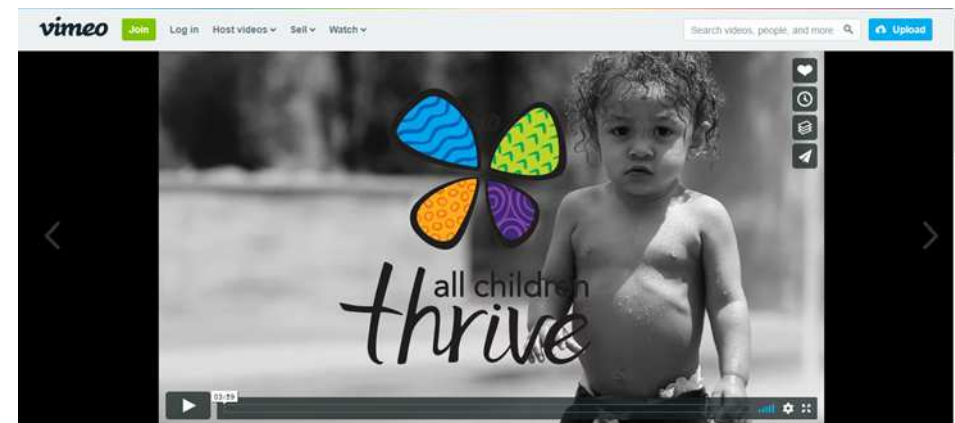 vimeo Join Log in Host videos Sell Watch Search videos, people, and more Upload
all children
thrive
03:59